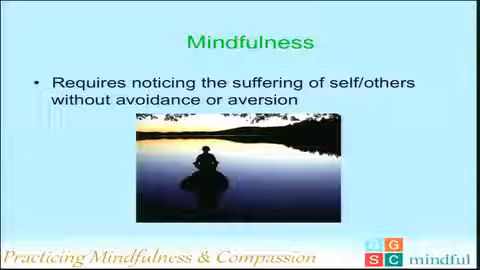 Mindfulness
• Requires noticing the suffering of self/others
without avoidance or aversion
Practicing Mindfulness & Compassion
G
S C mindful